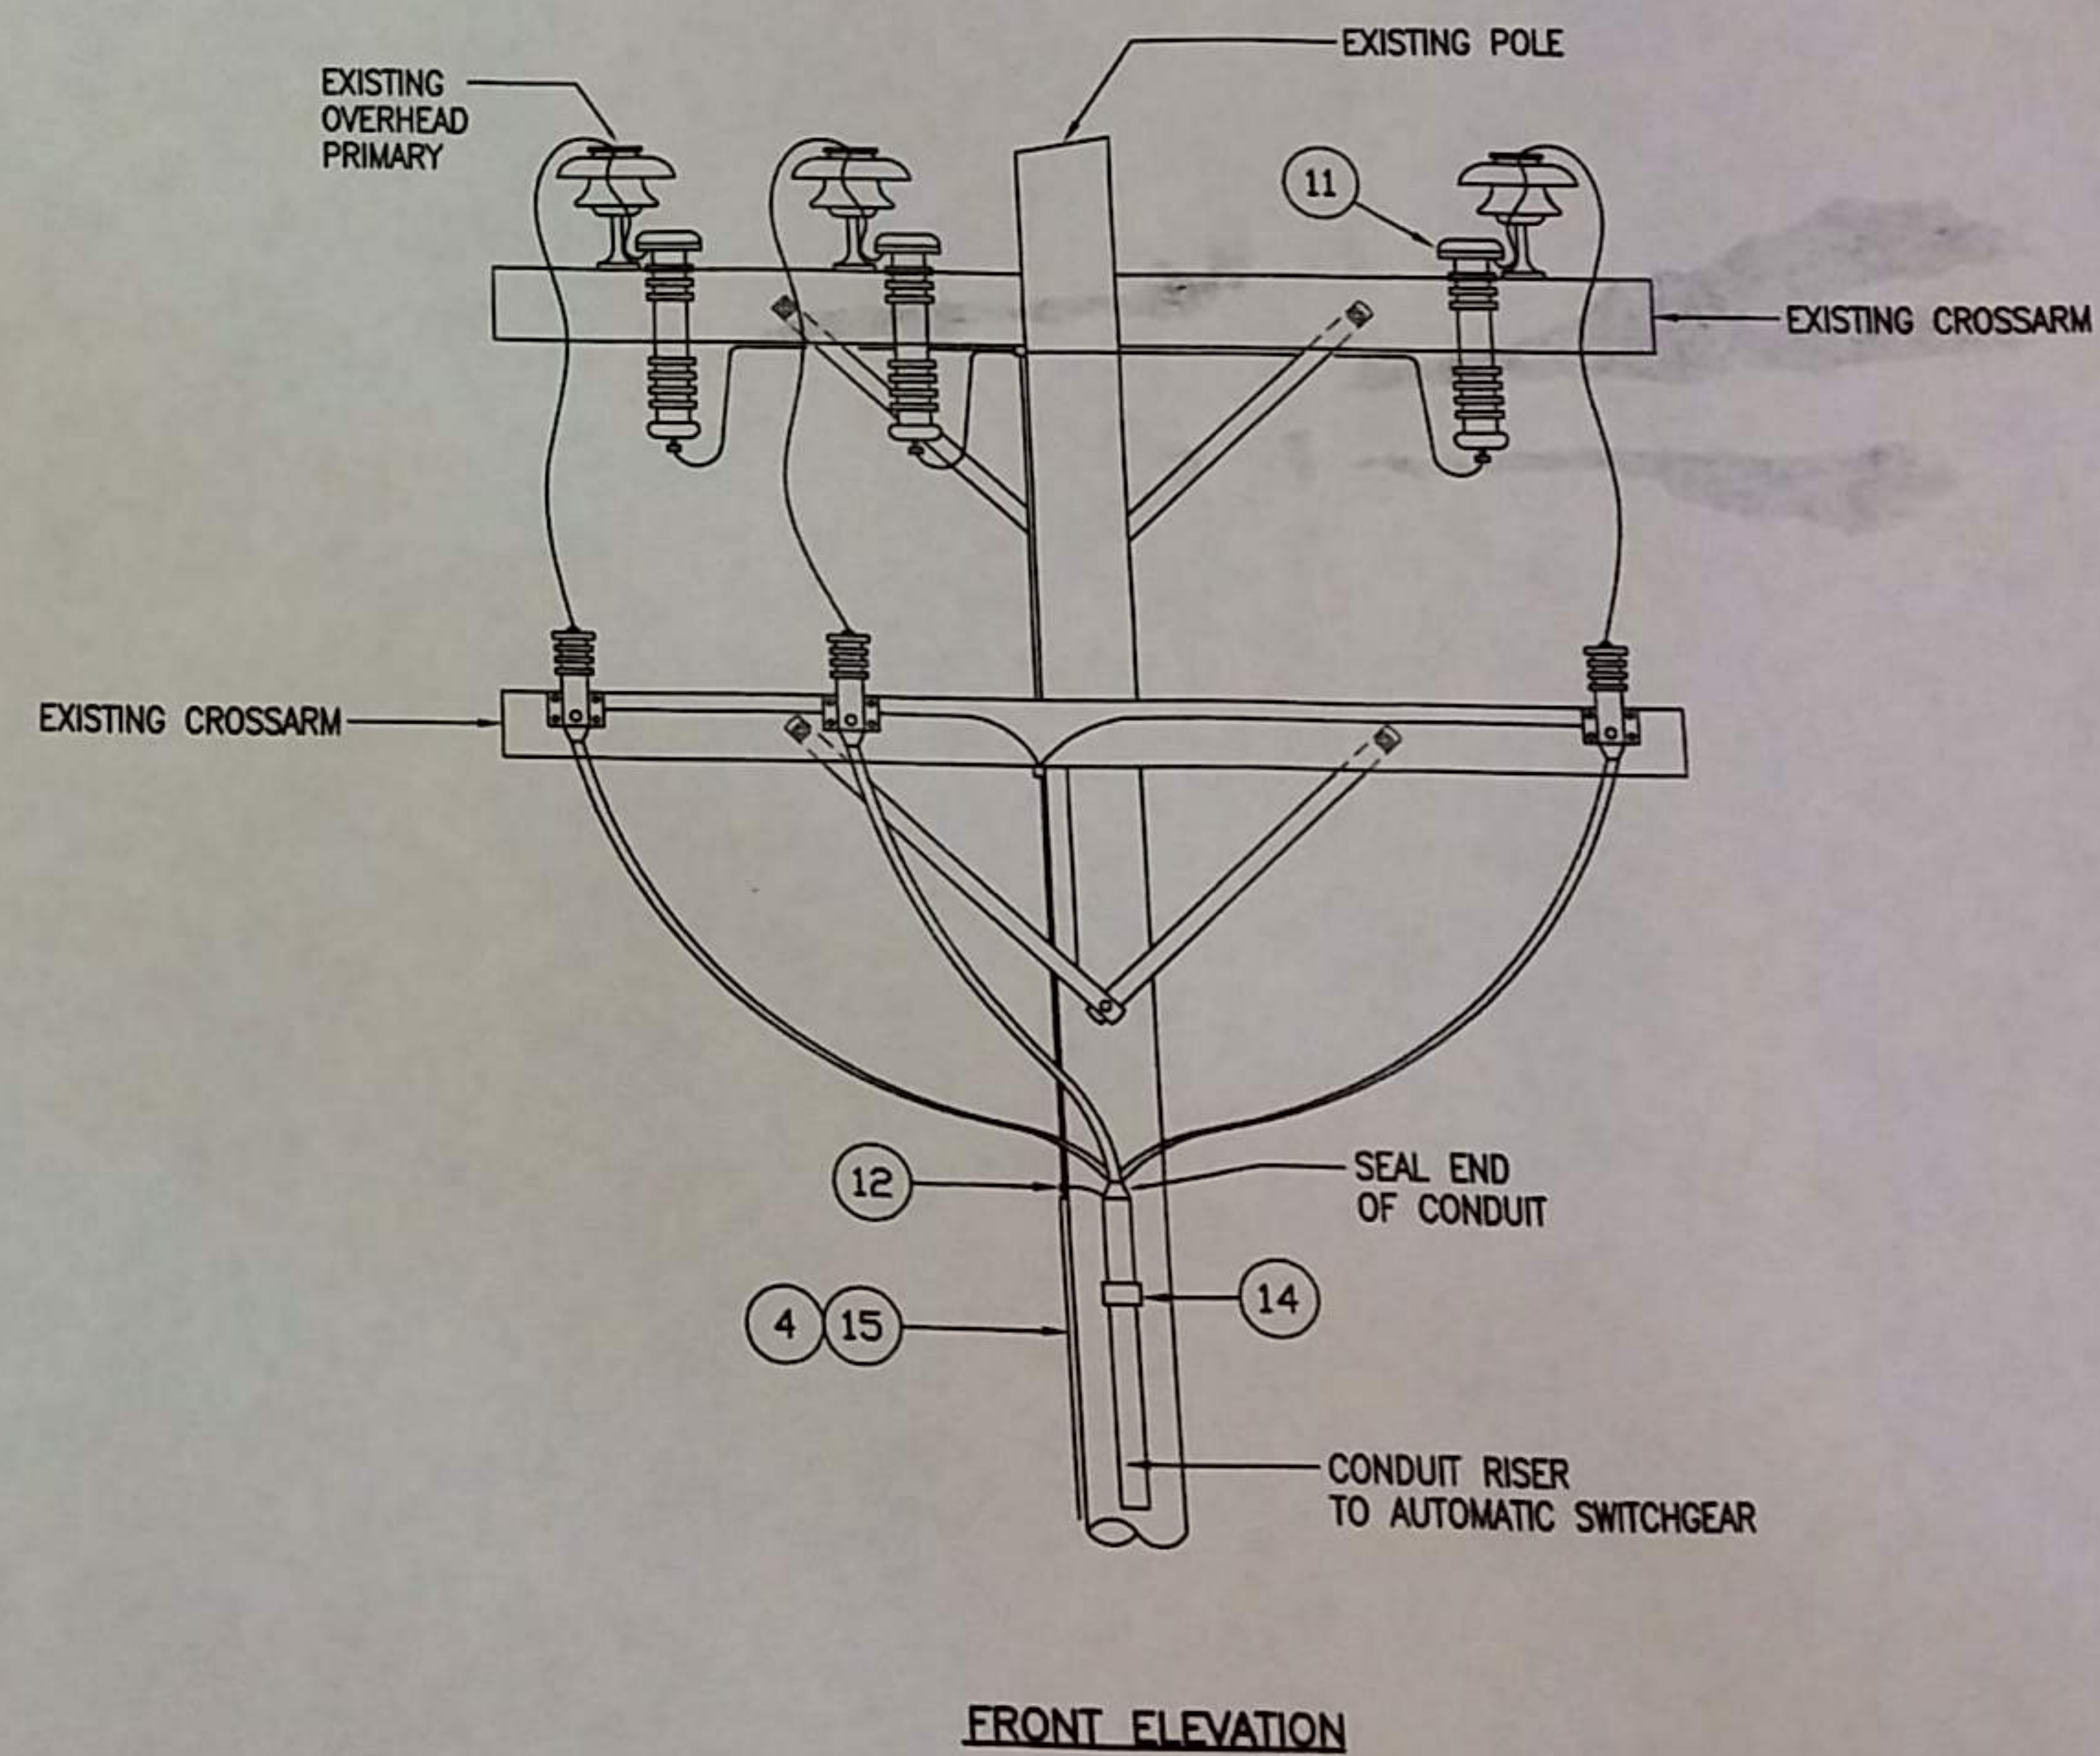 EXISTING POLE
EXISTING
OVERHEAD
PRIMARY
11
EXISTING CROSSARM
EXISTING CROSSARM
12
SEAL END
OF CONDUIT
14
4 15
CONDUIT RISER
TO AUTOMATIC SWITCHGEAR
FRONT ELEVATION